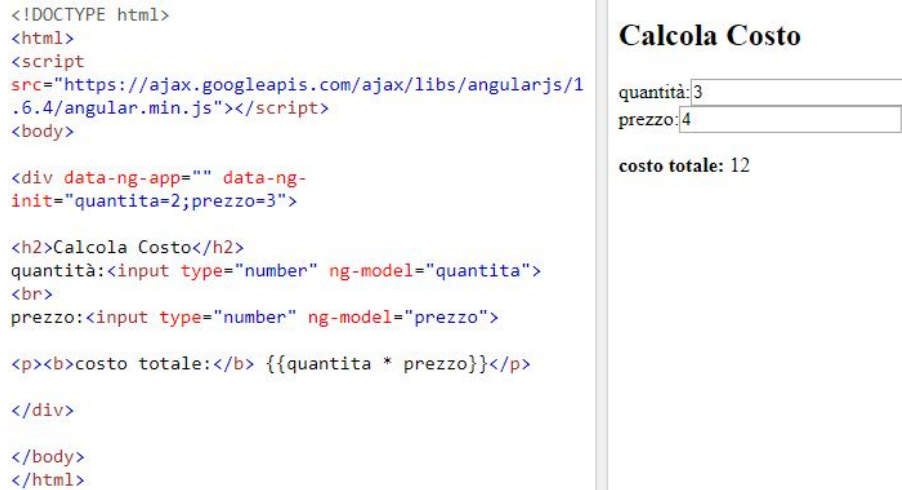 <!DOCTYPE html>
<html>
<script
src="https://ajax.googleapis.com/ajax/libs/angularjs/1
.6.4/angular.min.js"></script>
<body>
<div data-ng-app="" data-ng-
init="quantita=2;prezzo=3">
<h2>Calcola Costo</h2>
quantità:<input type="number" ng-model="quantita">
<br>
prezzo:<input type="number" ng-model="prezzo">
<p><b>costo totale:</b> {{quantita * prezzo}}</p>
</div>
</body>
</html>
Calcola Costo
quantità:3
prezzo:4
costo totale: 12